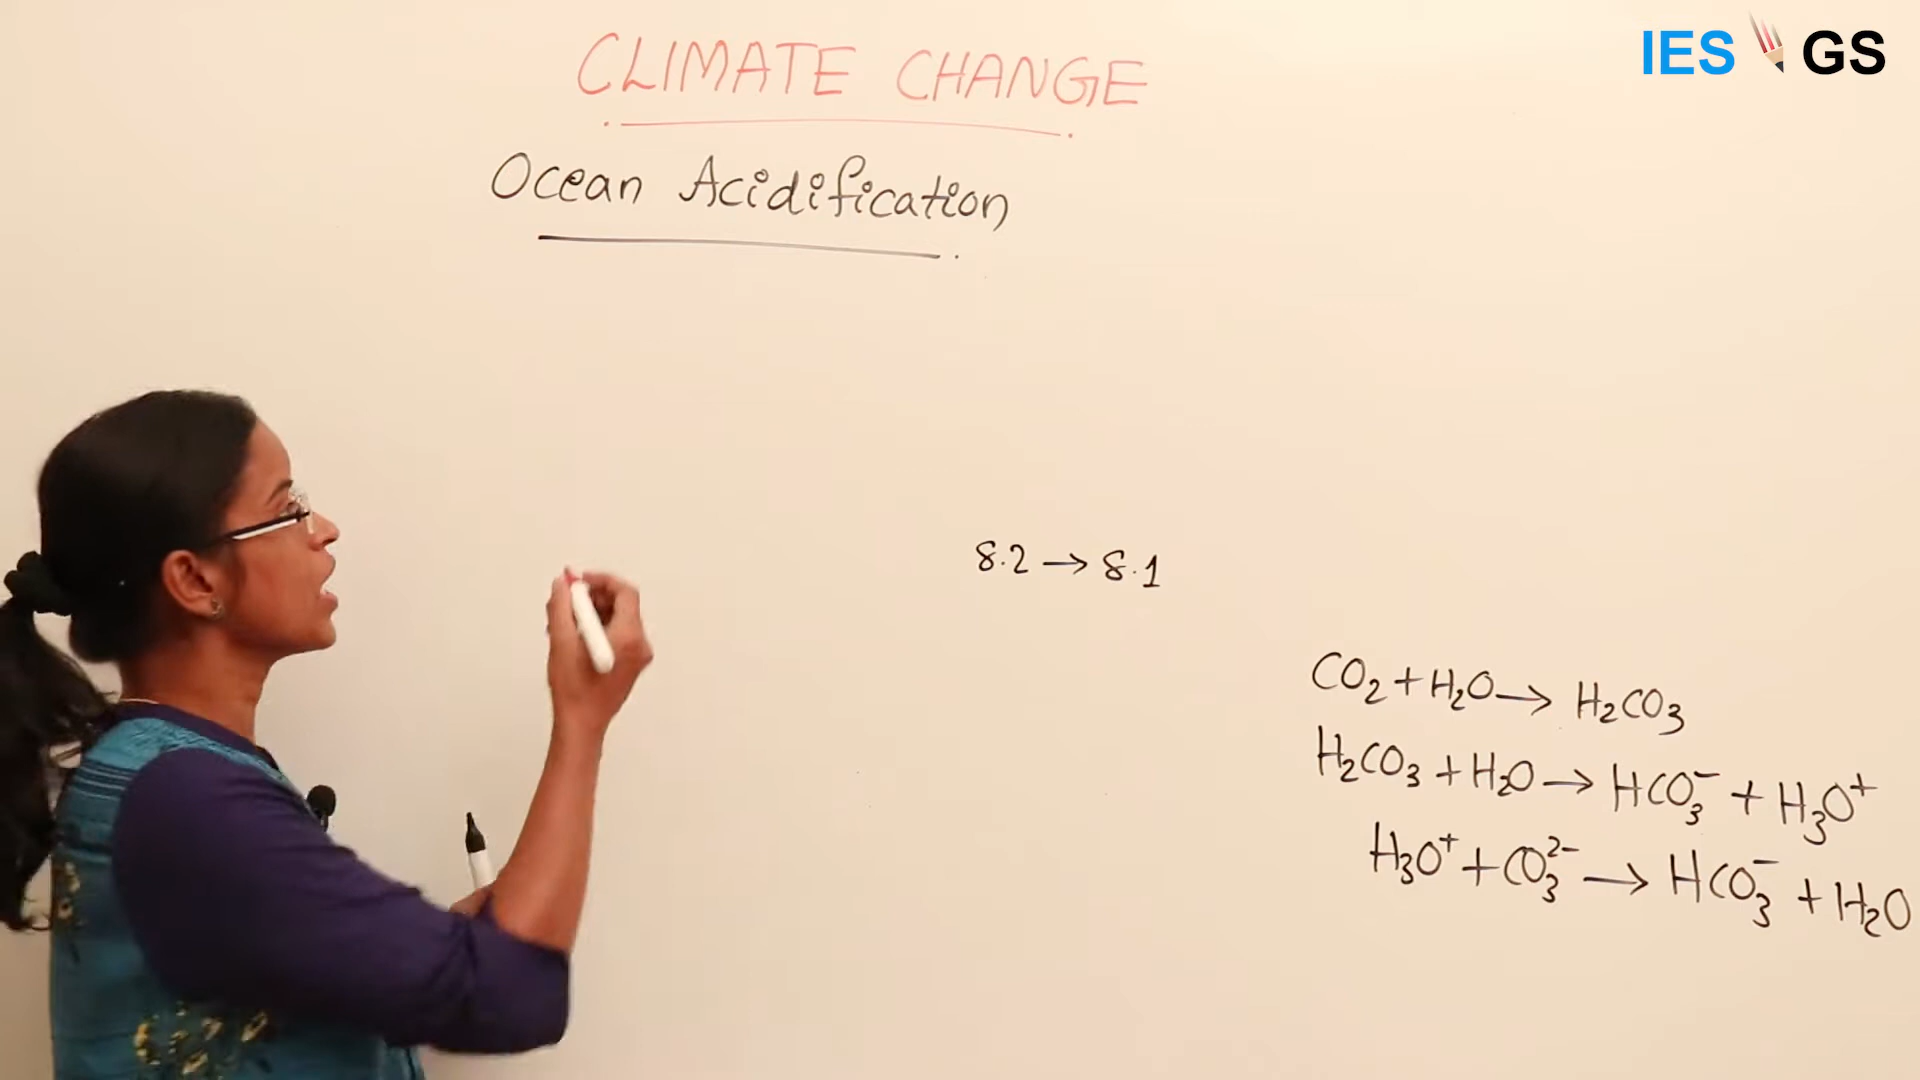 IES GS
CLIMATE CHANGE
Ocean Acidification
8.2 → 8.1
CO₂ + H₂O → H₂CO₃
H₂CO₃ + H₂O → HCO₃⁻ + H₃O⁺
H₃O⁺ + CO₃²⁻ → HCO₃⁻ + H₂O